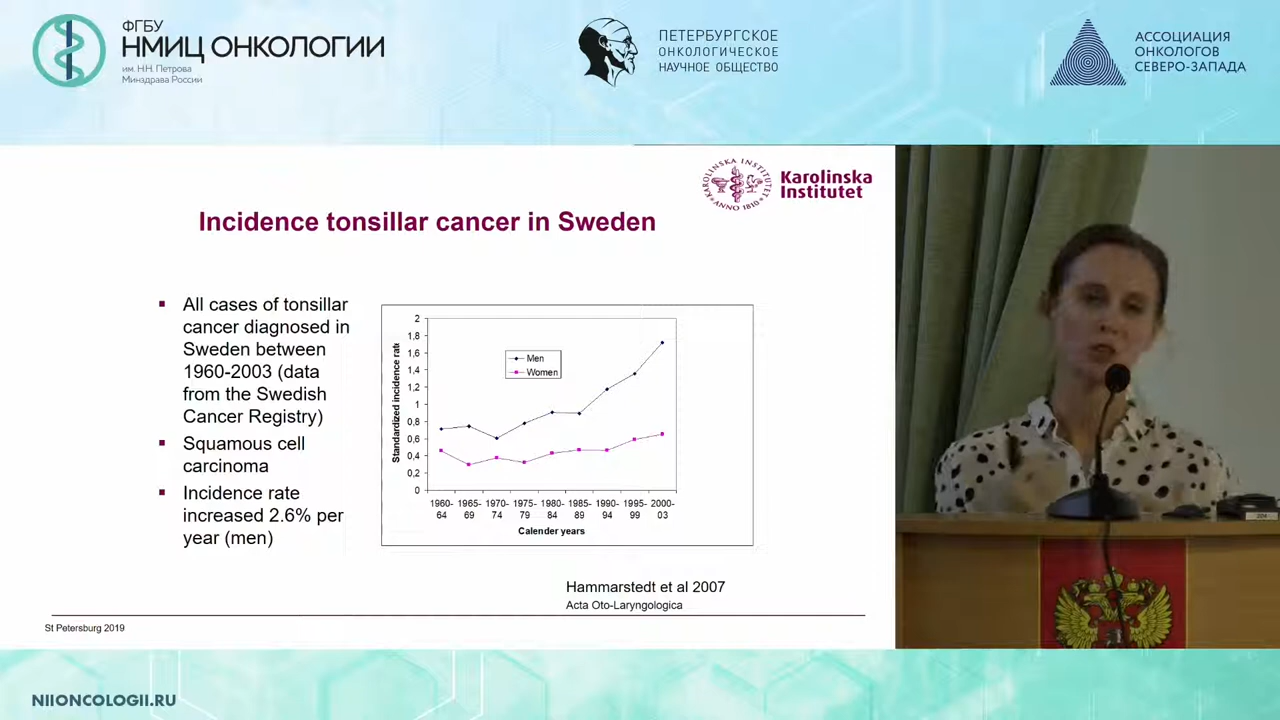 ФГБУ
НМИЦ ОНКОЛОГИИ
им. Н.Н. Петрова
Минздрава России
ПЕТЕРБУРГСКОЕ
ОНКОЛОГИЧЕСКОЕ
НАУЧНОЕ ОБЩЕСТВО
АССОЦИАЦИЯ
ОНКОЛОГОВ
СЕВЕРО-ЗАПАДА
KAROLINSKA INSTITUTET
ANNO 1810
Karolinska
Institutet
Incidence tonsillar cancer in Sweden
▪ All cases of tonsillar
cancer diagnosed in
Sweden between
1960-2003 (data
from the Swedish
Cancer Registry)
▪ Squamous cell
carcinoma
▪ Incidence rate
increased 2.6% per
year (men)
Standardized incidence rate
2
1,8
1,6
1,4
1,2
1
0,8
0,6
0,4
0,2
0
Men
Women
1960- 1965- 1970- 1975- 1980- 1985- 1990- 1995- 2000-
64 69 74 79 84 89 94 99 03
Calender years
Hammarstedt et al 2007
Acta Oto-Laryngologica
St Petersburg 2019
NIIONCOLOGII.RU